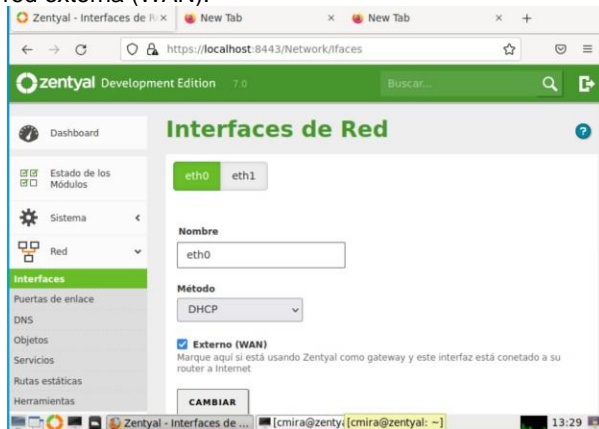 red externa (WAN).
Zentyal - Interfaces de R
New Tab
New Tab
https://localhost:8443/Network/Ifaces
zentyal Development Edition 7.0
Buscar...
Dashboard
Estado de los
Módulos
Sistema
Red
Interfaces
Puertas de enlace
DNS
Objetos
Servicios
Rutas estáticas
Herramientas
Interfaces de Red
eth0 eth1
Nombre
eth0
Método
DHCP
Externo (WAN)
Marque aquí si está usando Zentyal como gateway y este interfaz está conetado a su
router a Internet
CAMBIAR
Zentyal - Interfaces de ... [cmira@zenty [cmira@zentyal: ~] 13:29